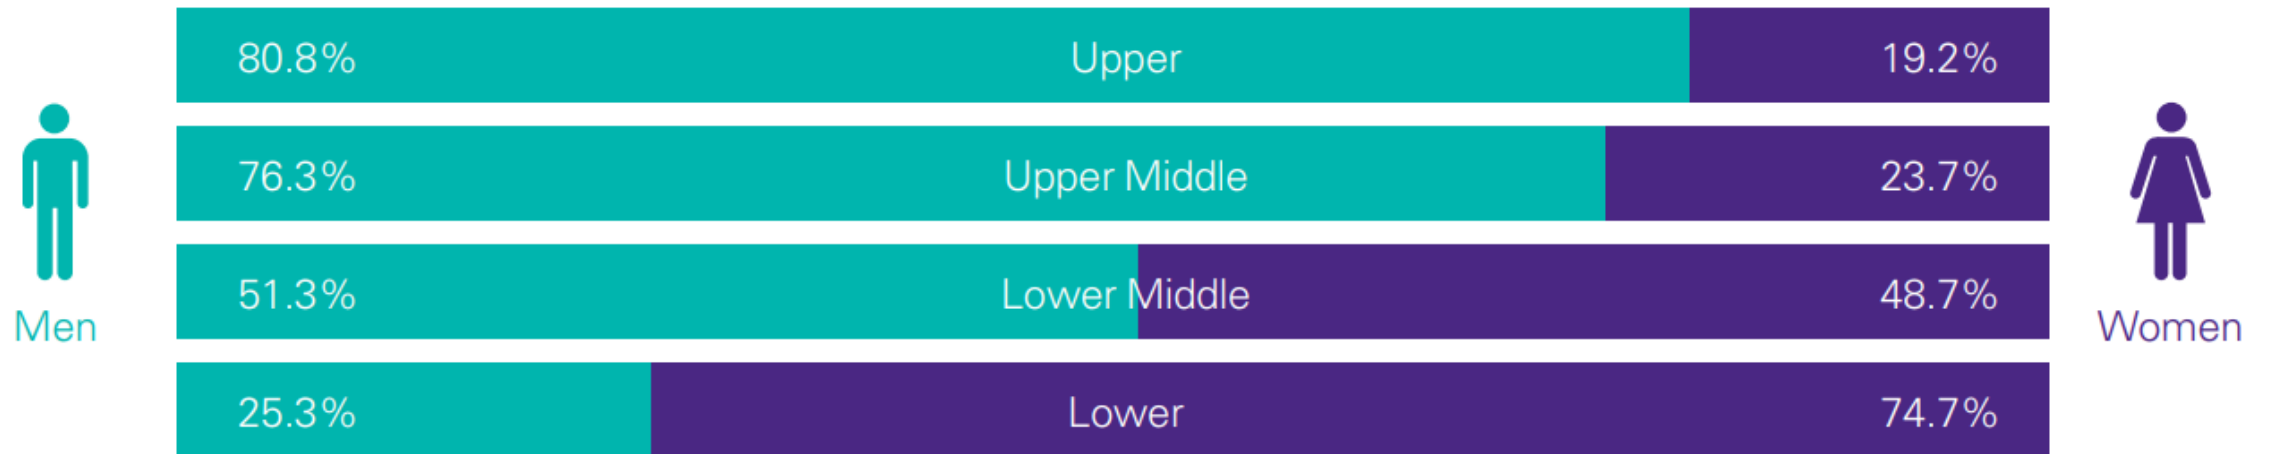 80.8% Upper 19.2%
76.3% Upper Middle 23.7%
51.3% Lower Middle 48.7%
Men
Women
25.3% Lower 74.7%